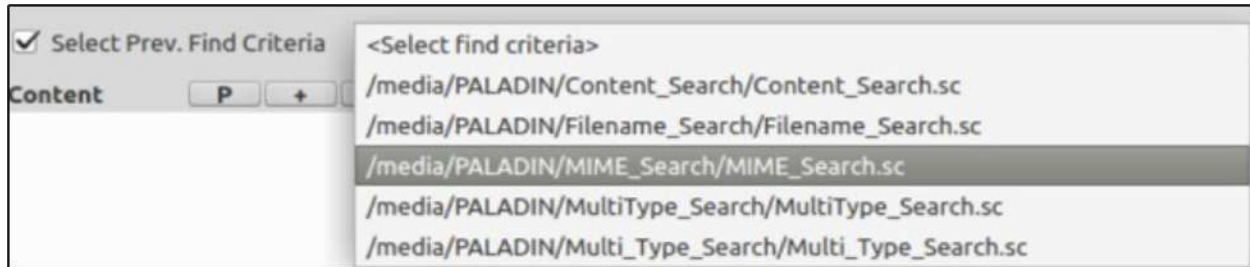 Select Prev. Find Criteria
<Select find criteria>
/media/PALADIN/Content_Search/Content_Search.sc
Content P +
/media/PALADIN/Filename_Search/Filename_Search.sc
/media/PALADIN/MIME_Search/MIME_Search.sc
/media/PALADIN/MultiType_Search/MultiType_Search.sc
/media/PALADIN/Multi_Type_Search/Multi_Type_Search.sc